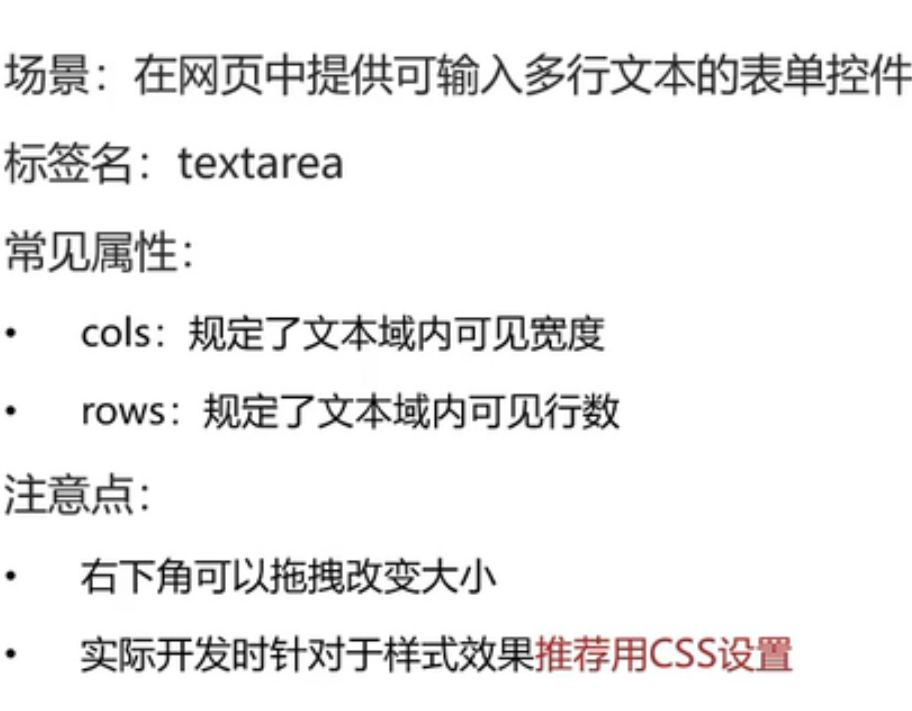 场景：在网页中提供可输入多行文本的表单控件
标签名：textarea
常见属性：
• cols：规定了文本域内可见宽度
• rows：规定了文本域内可见行数
注意点：
• 右下角可以拖拽改变大小
• 实际开发时针对于样式效果推荐用CSS设置